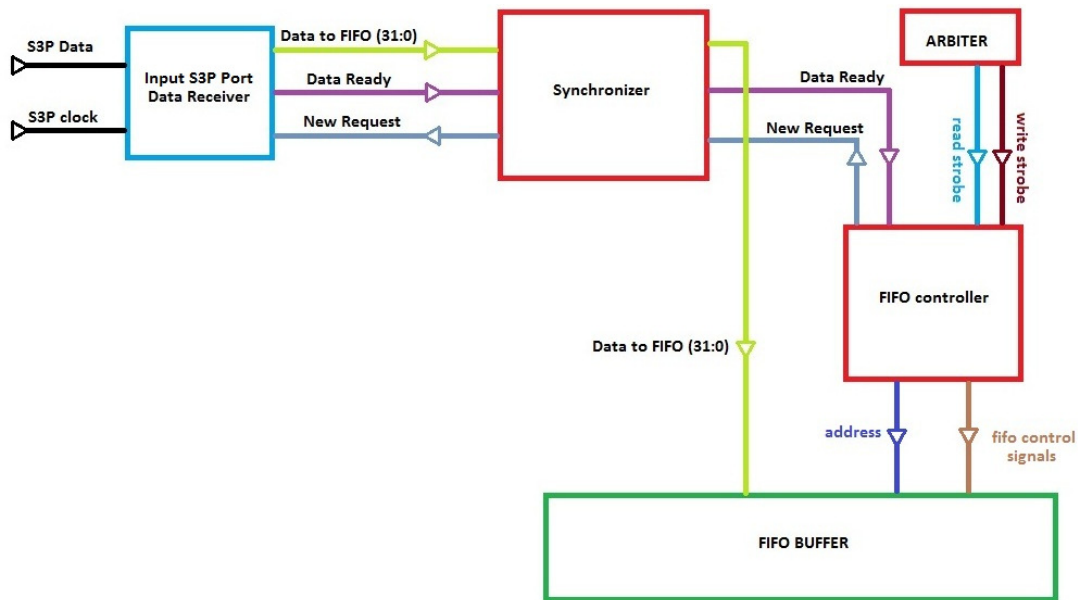 S3P Data
S3P clock
Input S3P Port
Data Receiver
Data to FIFO (31:0)
Data Ready
New Request
Synchronizer
Data Ready
New Request
ARBITER
read strobe
write strobe
FIFO controller
Data to FIFO (31:0)
address
fifo control
signals
FIFO BUFFER